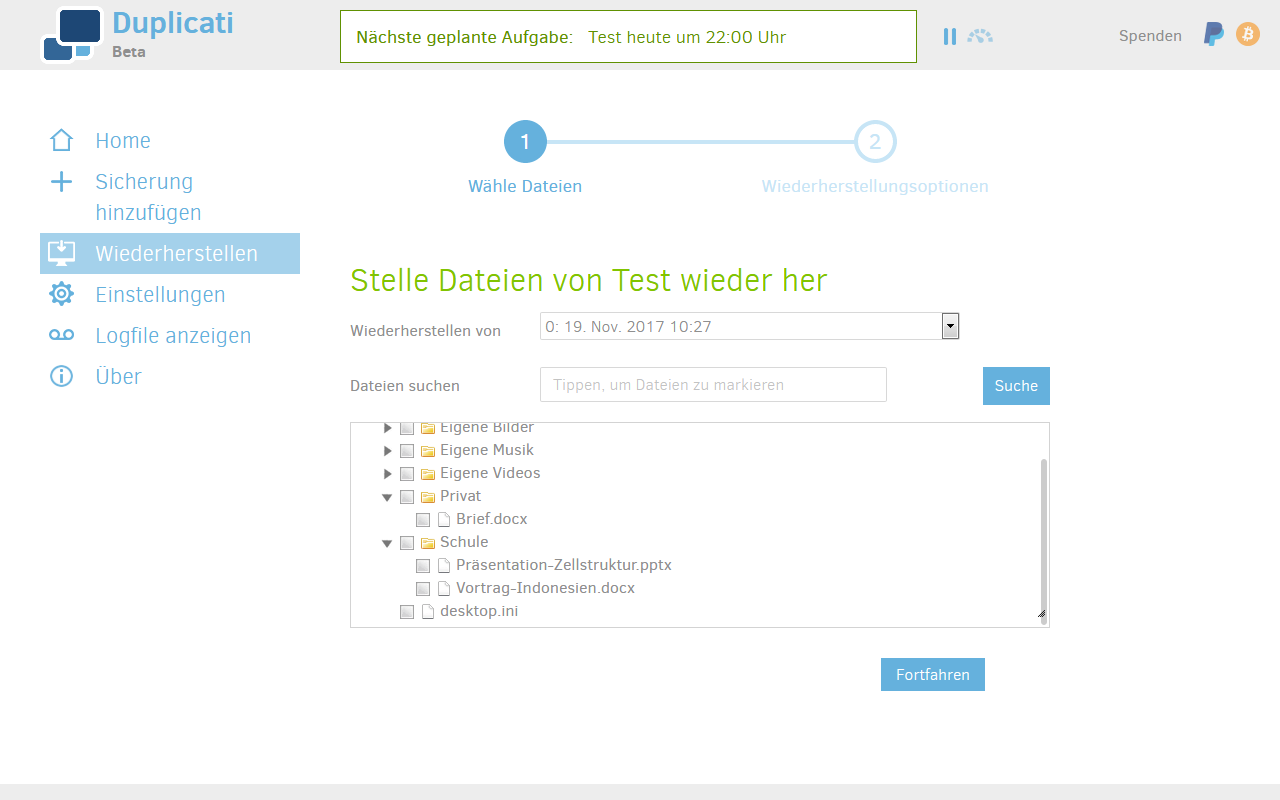 Duplicati
Beta
Nächste geplante Aufgabe: Test heute um 22:00 Uhr
Spenden
Home
Sicherung
hinzufügen
Wiederherstellen
Einstellungen
Logfile anzeigen
Über
1
2
Wähle Dateien
Wiederherstellungsoptionen
Stelle Dateien von Test wieder her
Wiederherstellen von
0: 19. Nov. 2017 10:27
Dateien suchen
Tippen, um Dateien zu markieren
Suche
Eigene Bilder
Eigene Musik
Eigene Videos
Privat
Brief.docx
Schule
Präsentation-Zellstruktur.pptx
Vortrag-Indonesien.docx
desktop.ini
Fortfahren